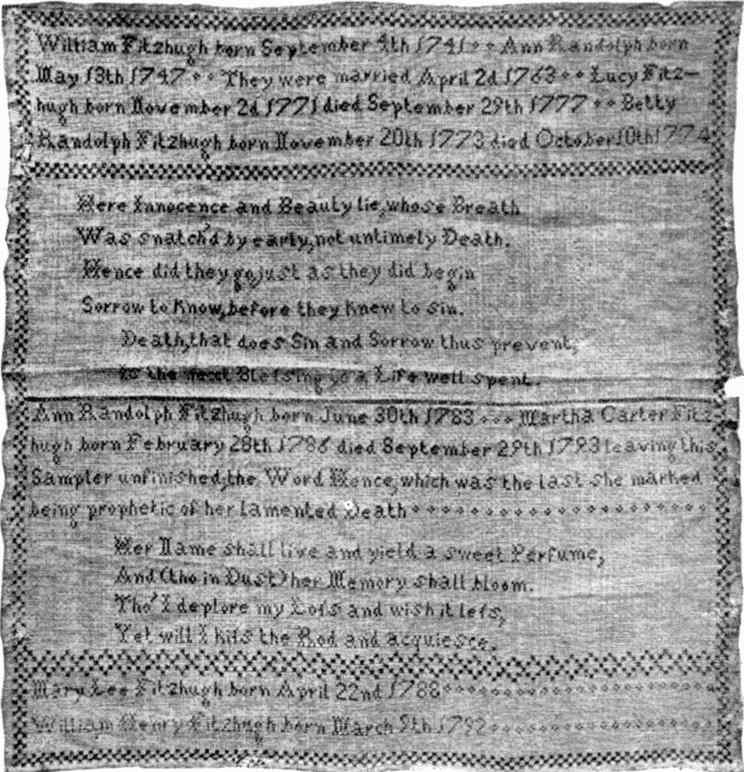 William Fitzhugh born September 4th 1741 Ann Randolph born
May 13th 1747 They were married April 2d 1763 Lucy Fitz-
hugh born November 2d 1771 died September 29th 1777 Betty
Randolph Fitzhugh born November 20th 1773 died October 10th 1774
Here Innocence and Beauty lie, whose Breath
Was snatch'd by early, not untimely Death.
Hence did they go, just as they did begin
Sorrow to Know, before they Knew to sin.
Death, that does Sin and Sorrow thus prevent,
Is the next Blefsing to a Life well spent.
Ann Randolph Fitzhugh born June 30th 1783 Martha Carter Fitz
hugh born February 28th 1786 died September 29th 1793 leaving this
Sampler unfinished, the Word Hence, which was the last she marked
being prophetic of her lamented Death
Her Name shall live and yield a sweet Perfume,
And (tho in Dust) her Memory shall bloom.
Tho' I deplore my Lofs and wish it lefs,
Yet will I kifs the Rod and acquiesce.
Mary Lee Fitzhugh born April 22nd 1788
William Henry Fitzhugh born March 9th 1792